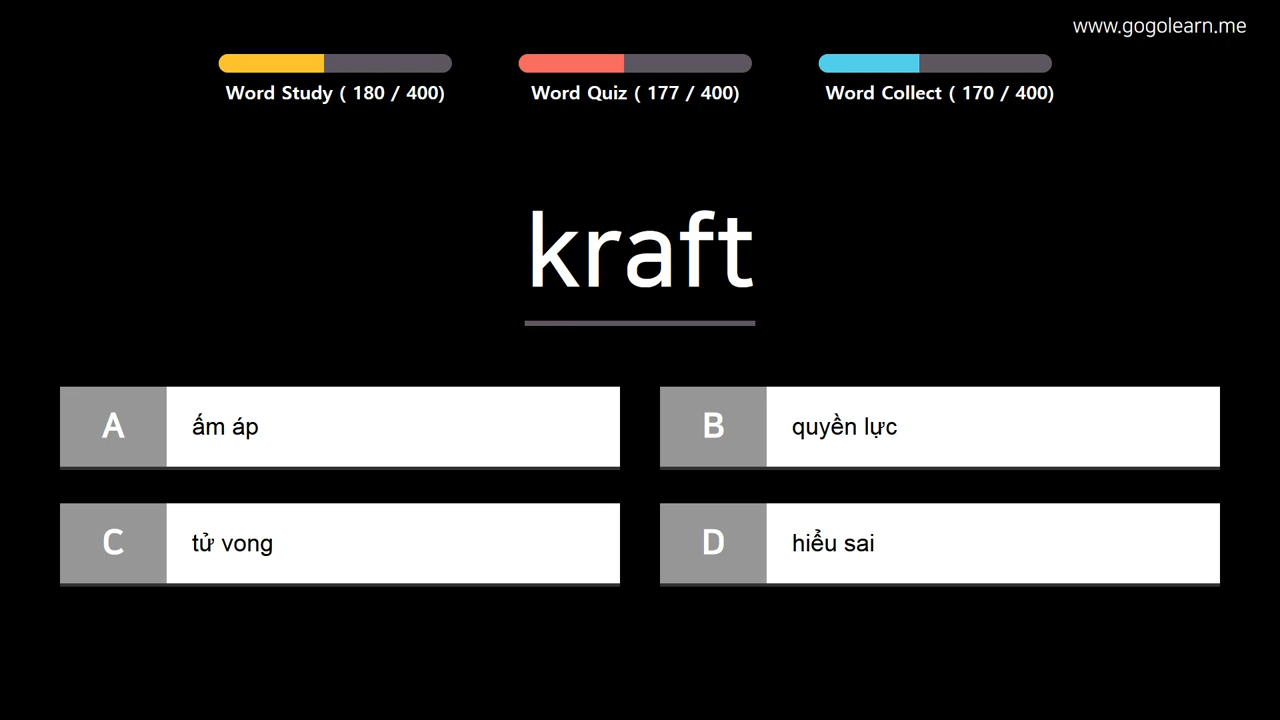 www.gogolearn.me
Word Study ( 180 / 400)
Word Quiz ( 177 / 400)
Word Collect ( 170 / 400)
kraft
A
ấm áp
B
quyền lực
C
tử vong
D
hiểu sai